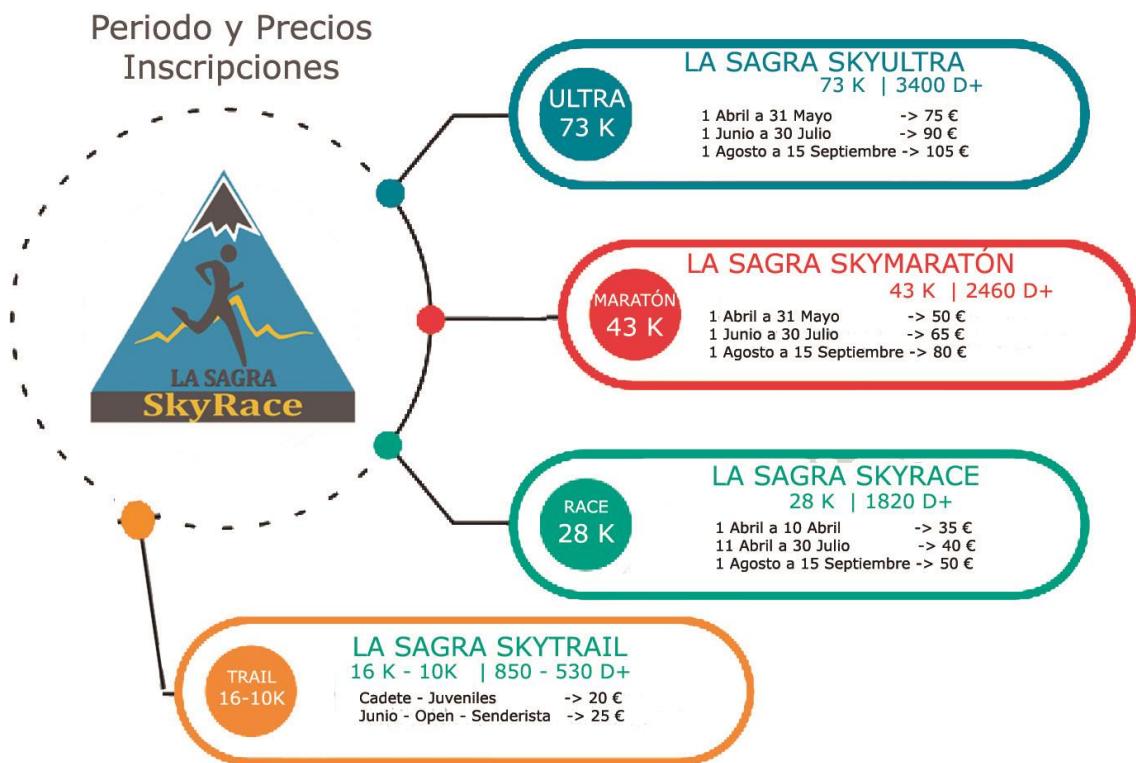 Periodo y Precios
Inscripciones
LA SAGRA
SkyRace
ULTRA
73 K
LA SAGRA SKYULTRA
73 K | 3400 D+
1 Abril a 31 Mayo -> 75 €
1 Junio a 30 Julio -> 90 €
1 Agosto a 15 Septiembre -> 105 €
MARATÓN
43 K
LA SAGRA SKYMARATÓN
43 K | 2460 D+
1 Abril a 31 Mayo -> 50 €
1 Junio a 30 Julio -> 65 €
1 Agosto a 15 Septiembre -> 80 €
RACE
28 K
LA SAGRA SKYRACE
28 K | 1820 D+
1 Abril a 10 Abril -> 35 €
11 Abril a 30 Julio -> 40 €
1 Agosto a 15 Septiembre -> 50 €
TRAIL
16-10K
LA SAGRA SKYTRAIL
16 K - 10K | 850 - 530 D+
Cadete - Juveniles -> 20 €
Junio - Open - Senderista -> 25 €